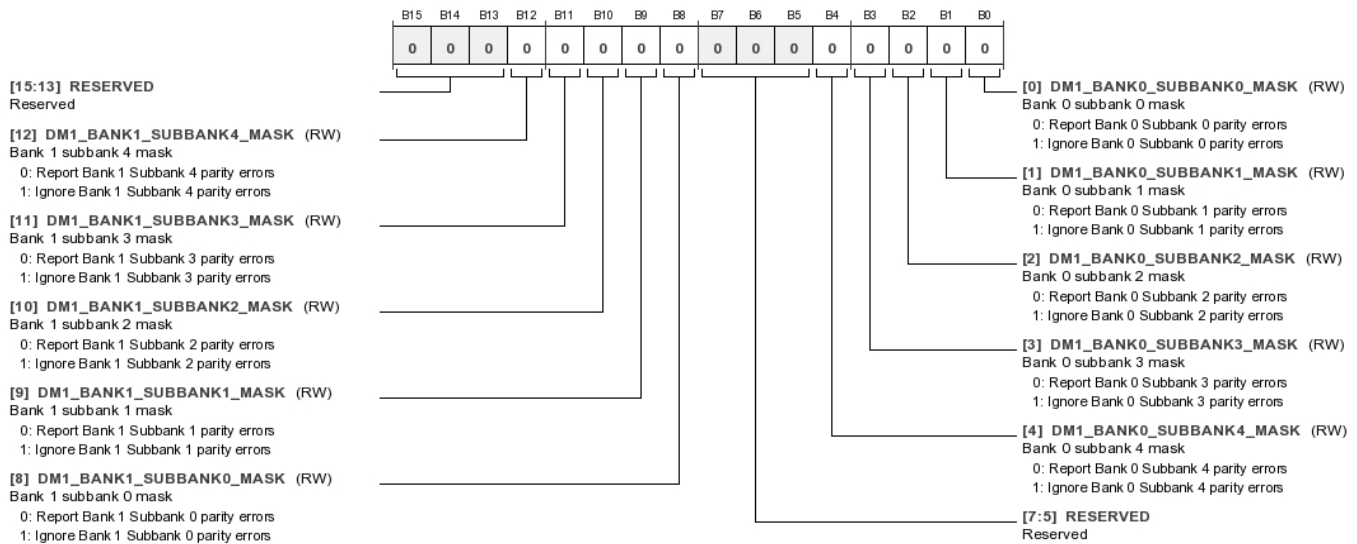 B15 B14 B13 B12 B11 B10 B9 B8 B7 B6 B5 B4 B3 B2 B1 B0
0 0 0 0 0 0 0 0 0 0 0 0 0 0 0 0
[15:13] RESERVED
Reserved
[12] DM1_BANK1_SUBBANK4_MASK (RW)
Bank 1 subbank 4 mask
0: Report Bank 1 Subbank 4 parity errors
1: Ignore Bank 1 Subbank 4 parity errors
[11] DM1_BANK1_SUBBANK3_MASK (RW)
Bank 1 subbank 3 mask
0: Report Bank 1 Subbank 3 parity errors
1: Ignore Bank 1 Subbank 3 parity errors
[10] DM1_BANK1_SUBBANK2_MASK (RW)
Bank 1 subbank 2 mask
0: Report Bank 1 Subbank 2 parity errors
1: Ignore Bank 1 Subbank 2 parity errors
[9] DM1_BANK1_SUBBANK1_MASK (RW)
Bank 1 subbank 1 mask
0: Report Bank 1 Subbank 1 parity errors
1: Ignore Bank 1 Subbank 1 parity errors
[8] DM1_BANK1_SUBBANK0_MASK (RW)
Bank 1 subbank 0 mask
0: Report Bank 1 Subbank 0 parity errors
1: Ignore Bank 1 Subbank 0 parity errors
[0] DM1_BANK0_SUBBANK0_MASK (RW)
Bank 0 subbank 0 mask
0: Report Bank 0 Subbank 0 parity errors
1: Ignore Bank 0 Subbank 0 parity errors
[1] DM1_BANK0_SUBBANK1_MASK (RW)
Bank 0 subbank 1 mask
0: Report Bank 0 Subbank 1 parity errors
1: Ignore Bank 0 Subbank 1 parity errors
[2] DM1_BANK0_SUBBANK2_MASK (RW)
Bank 0 subbank 2 mask
0: Report Bank 0 Subbank 2 parity errors
1: Ignore Bank 0 Subbank 2 parity errors
[3] DM1_BANK0_SUBBANK3_MASK (RW)
Bank 0 subbank 3 mask
0: Report Bank 0 Subbank 3 parity errors
1: Ignore Bank 0 Subbank 3 parity errors
[4] DM1_BANK0_SUBBANK4_MASK (RW)
Bank 0 subbank 4 mask
0: Report Bank 0 Subbank 4 parity errors
1: Ignore Bank 0 Subbank 4 parity errors
[7:5] RESERVED
Reserved